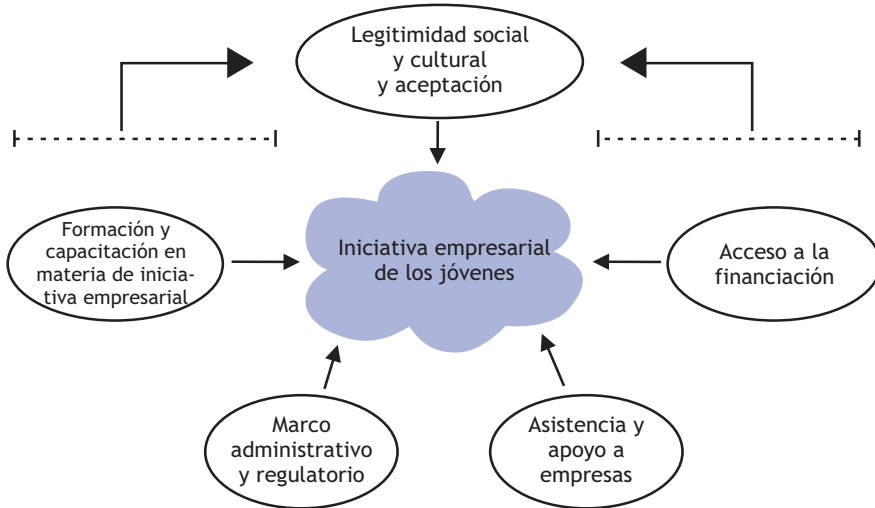 Legitimidad social
y cultural
y aceptación
Iniciativa empresarial
de los jóvenes
Formación y
capacitación en
materia de inicia-
tiva empresarial
Acceso a la
financiación
Marco
administrativo
y regulatorio
Asistencia y
apoyo a
empresas